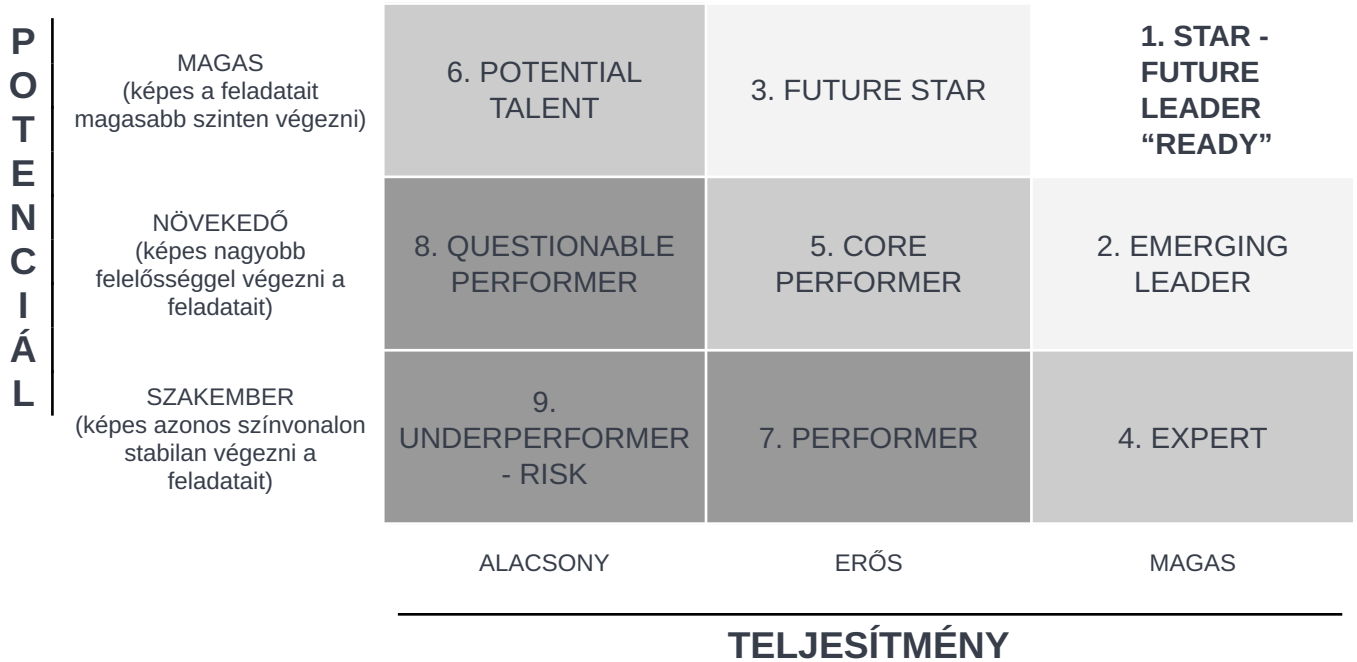 POTENCIÁL
MAGAS
(képes a feladatait
magasabb szinten végezni)
6. POTENTIAL
TALENT
3. FUTURE STAR
1. STAR -
FUTURE
LEADER
“READY”
NÖVEKEDŐ
(képes nagyobb
felelősséggel végezni a
feladatait)
8. QUESTIONABLE
PERFORMER
5. CORE
PERFORMER
2. EMERGING
LEADER
SZAKEMBER
(képes azonos színvonalon
stabilan végezni a
feladatait)
9.
UNDERPERFORMER
- RISK
7. PERFORMER
4. EXPERT
ALACSONY
ERŐS
MAGAS
TELJESÍTMÉNY